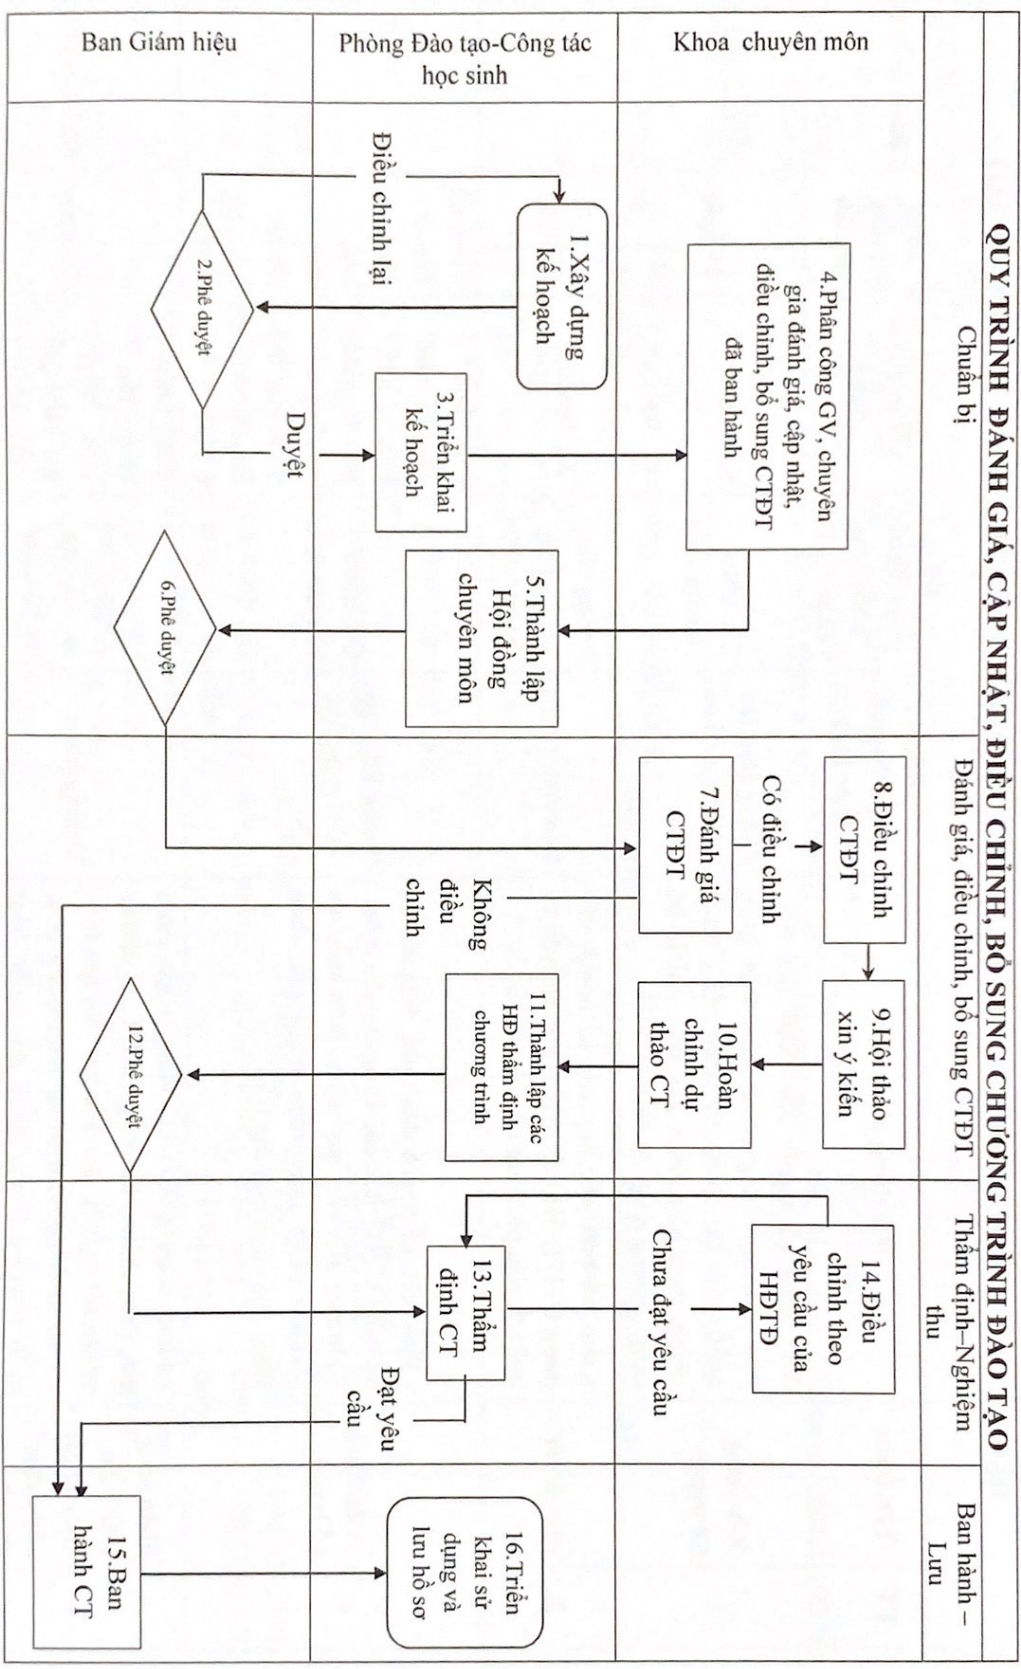 QUY TRÌNH ĐÁNH GIÁ, CẬP NHẬT, ĐIỀU CHỈNH, BỔ SUNG CHƯƠNG TRÌNH ĐÀO TẠO
Chuẩn bị
Đánh giá, điều chỉnh, bổ sung CTĐT
Thẩm định–Nghiệm
thu
Ban hành –
Lưu
Khoa chuyên môn
4.Phân công GV, chuyên
gia đánh giá, cập nhật,
điều chỉnh, bổ sung CTĐT
đã ban hành
8.Điều chỉnh
CTĐT
9.Hội thảo
xin ý kiến
Có điều chỉnh
7.Đánh giá
CTĐT
10.Hoàn
chỉnh dự
thảo CT
14.Điều
chỉnh theo
yêu cầu của
HĐTĐ
Chưa đạt yêu cầu
Phòng Đào tạo-Công tác
học sinh
1.Xây dựng
kế hoạch
Điều chỉnh lại
3.Triển khai
kế hoạch
5.Thành lập
Hội đồng
chuyên môn
Không
điều
chỉnh
11.Thành lập các
HĐ thẩm định
chương trình
13.Thẩm
định CT
Đạt yêu
cầu
16.Triển
khai sử
dụng và
lưu hồ sơ
Ban Giám hiệu
2.Phê duyệt
Duyệt
6.Phê duyệt
12.Phê duyệt
15.Ban
hành CT